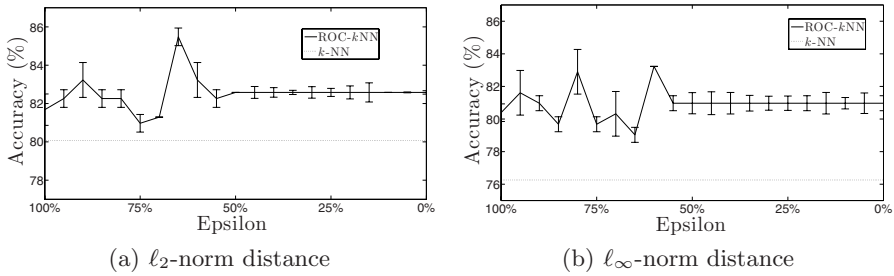 Accuracy (%)
86
84
82
80
78
100%
75%
50%
25%
0%
Epsilon
ROC-kNN
k-NN
(a) ℓ₂-norm distance
Accuracy (%)
86
84
82
80
78
76
100%
75%
50%
25%
0%
Epsilon
ROC-kNN
k-NN
(b) ℓ∞-norm distance